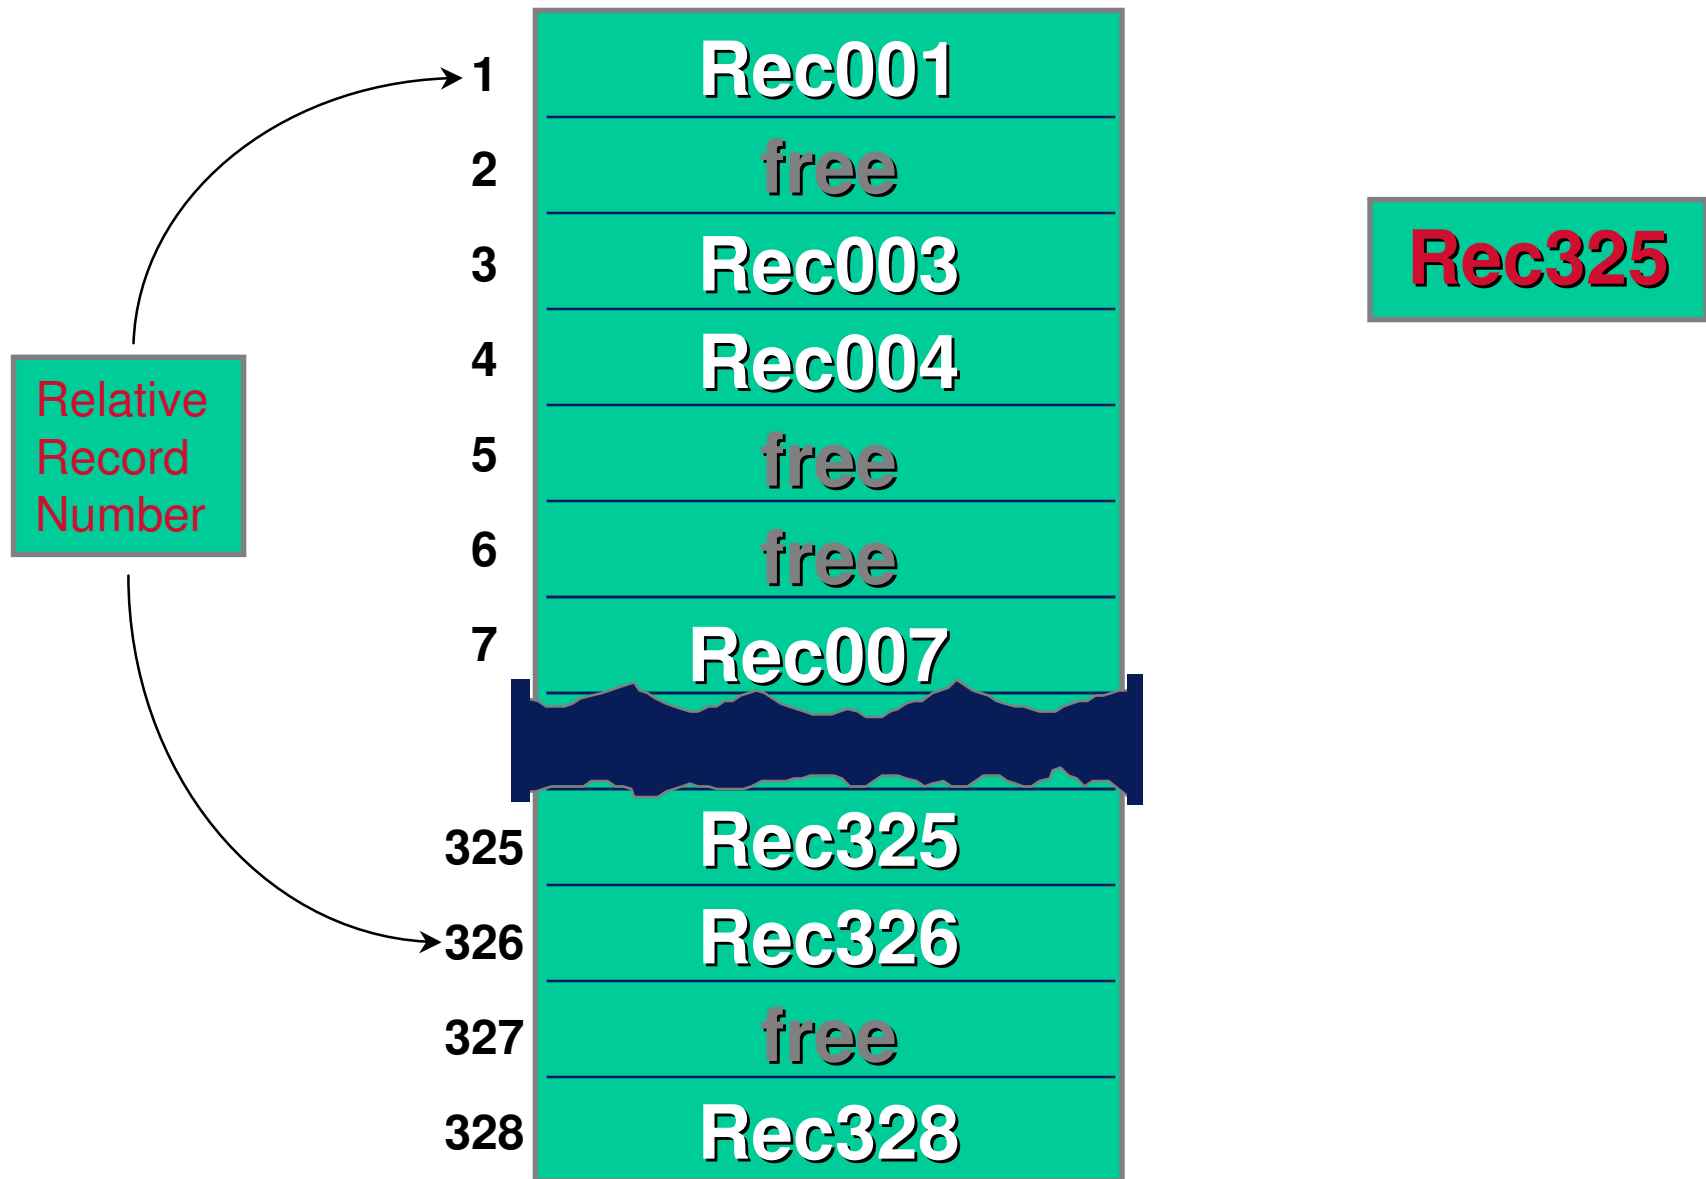 1 Rec001
2 free
3 Rec003
Rec325
4 Rec004
Relative
Record
Number
5 free
6 free
7 Rec007
325 Rec325
326 Rec326
327 free
328 Rec328